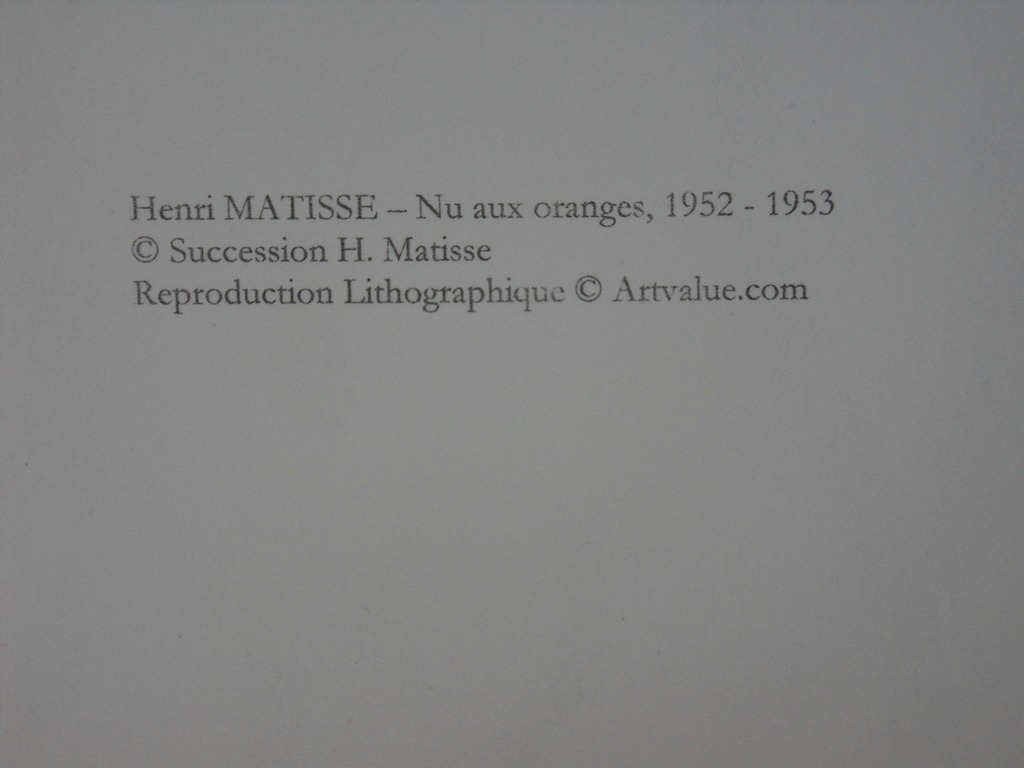 Henri MATISSE – Nu aux oranges, 1952 - 1953
© Succession H. Matisse
Reproduction Lithographique © Artvalue.com